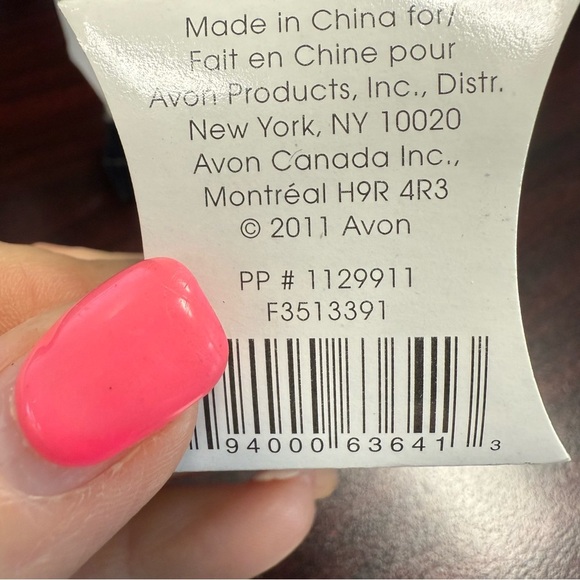 Made in China for/
Fait en Chine pour
Avon Products, Inc., Distr.
New York, NY 10020
Avon Canada Inc.,
Montréal H9R 4R3
© 2011 Avon
PP # 1129911
F3513391
94000 63641 3